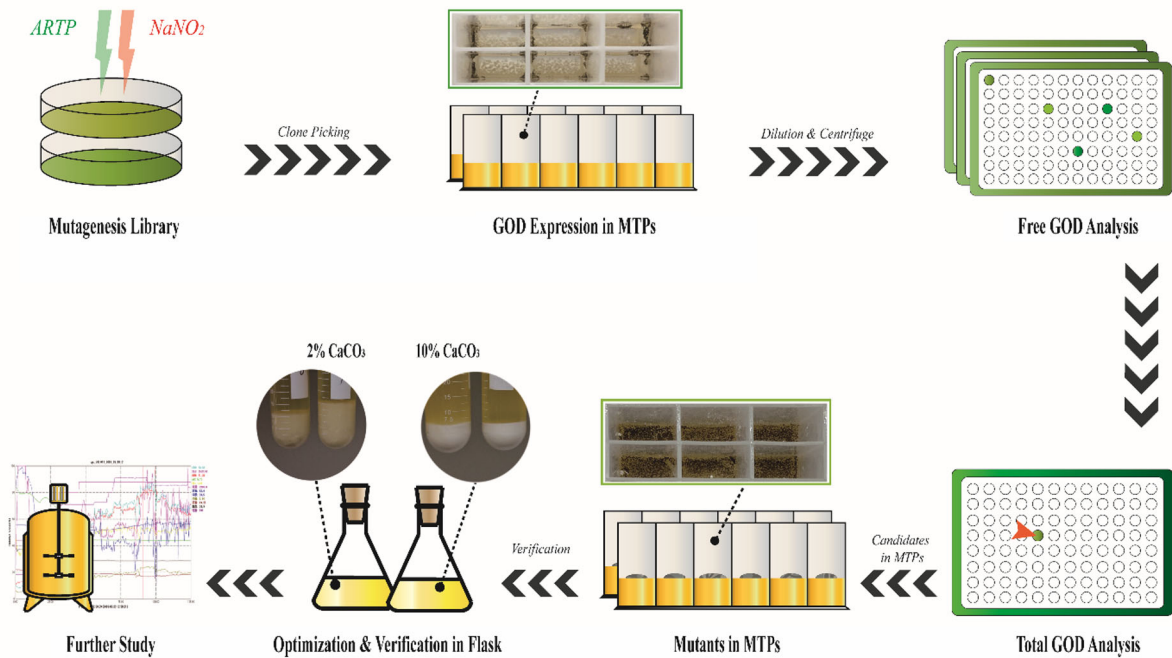 ARTP
NaNO₂
Clone Picking
Dilution & Centrifuge
Mutagenesis Library
GOD Expression in MTPs
Free GOD Analysis
2% CaCO₃
10% CaCO₃
Verification
Candidates
in MTPs
Further Study
Optimization & Verification in Flask
Mutants in MTPs
Total GOD Analysis